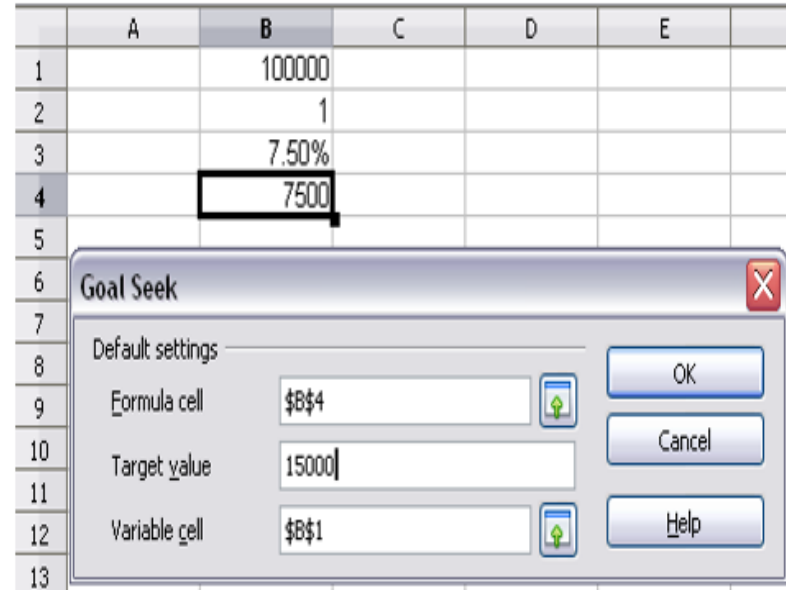 A B C D E
1 100000
2 1
3 7.50%
4 7500
5
6
7
8
9
10
11
12
13
Goal Seek
Default settings
Formula cell $B$4
Target value 15000
Variable cell $B$1
OK
Cancel
Help